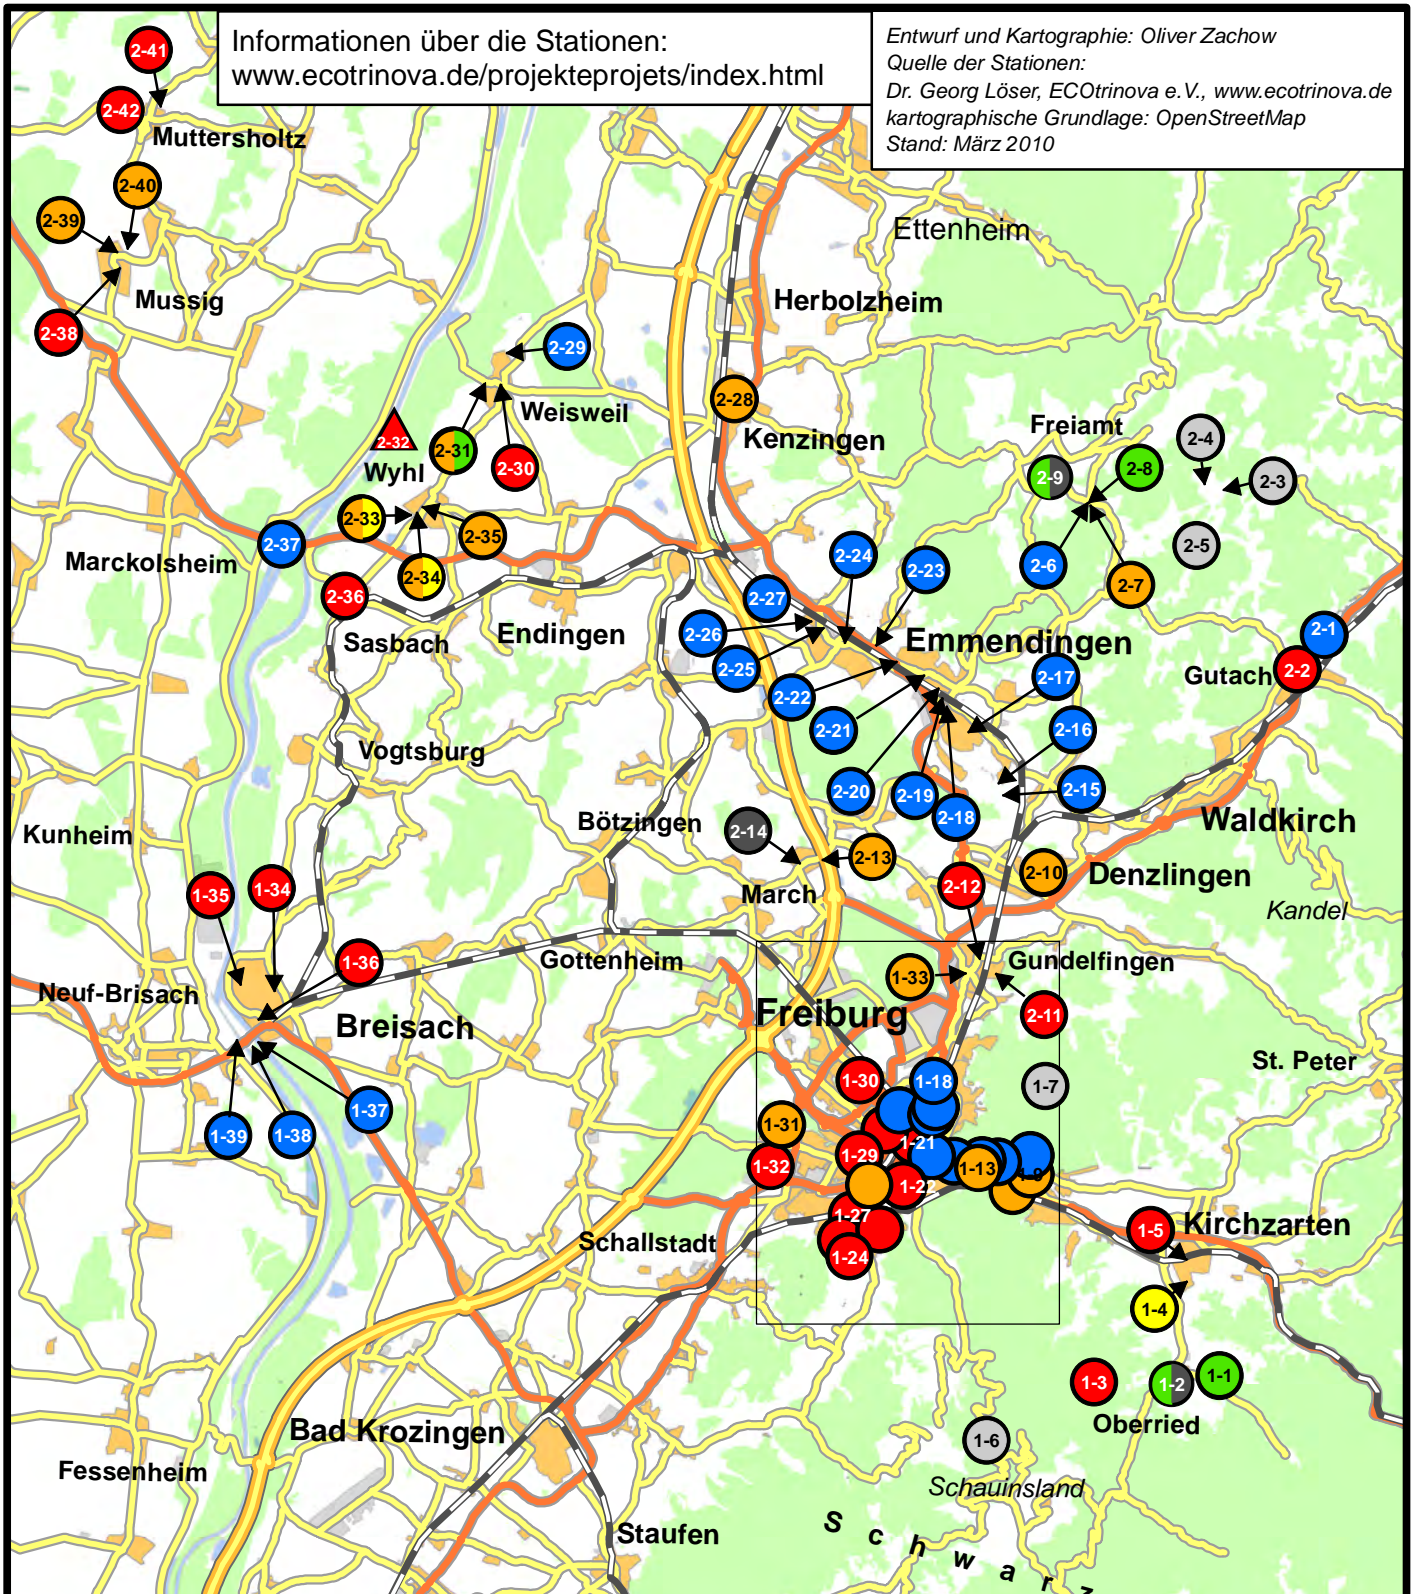 Informationen über die Stationen:
www.ecotrinova.de/projekteprojets/index.html
Entwurf und Kartographie: Oliver Zachow
Quelle der Stationen:
Dr. Georg Löser, ECOtrinova e.V., www.ecotrinova.de
kartographische Grundlage: OpenStreetMap
Stand: März 2010
2-41
2-42
Muttersholtz
2-40
2-39
Mussig
2-38
Ettenheim
Herbolzheim
2-29
Weisweil
2-28
Kenzingen
2-32
Wyhl
2-31
2-30
Freiamt
2-4
2-9
2-8
2-3
2-33
2-35
2-34
2-5
2-6
2-7
Marckolsheim
2-37
2-36
Sasbach
Endingen
2-24
2-23
2-27
2-26
2-25
Emmendingen
2-22
2-21
2-17
2-16
2-1
2-2
Gutach
Vogtsburg
2-20
2-19
2-18
2-15
Kunheim
Bötzingen
2-14
2-13
March
Waldkirch
2-10
Denzlingen
2-12
Kandel
1-35
1-34
1-36
Gottenheim
1-33
Gundelfingen
Neuf-Brisach
Breisach
Freiburg
2-11
St. Peter
1-30
1-18
1-7
1-37
1-39
1-38
1-31
1-21
1-29
1-32
1-13
1-9
1-22
1-27
1-24
Schallstadt
1-5
Kirchzarten
1-4
1-3
1-2
1-1
Oberried
Bad Krozingen
1-6
Schauinsland
Fessenheim
Staufen
S c h w a r z